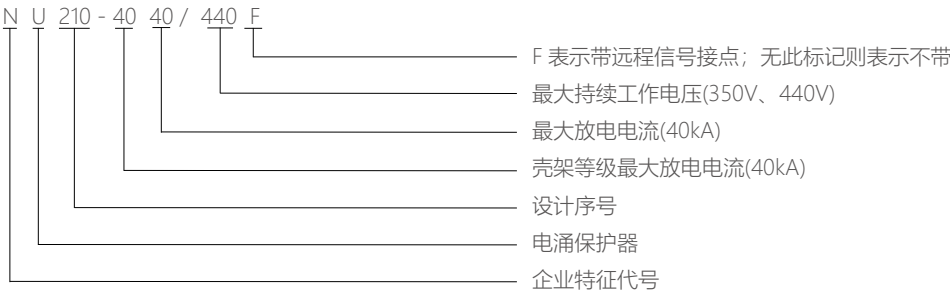 N U 210 - 40 40 / 440 F
F 表示带远程信号接点；无此标记则表示不带
最大持续工作电压(350V、440V)
最大放电电流(40kA)
壳架等级最大放电电流(40kA)
设计序号
电涌保护器
企业特征代号